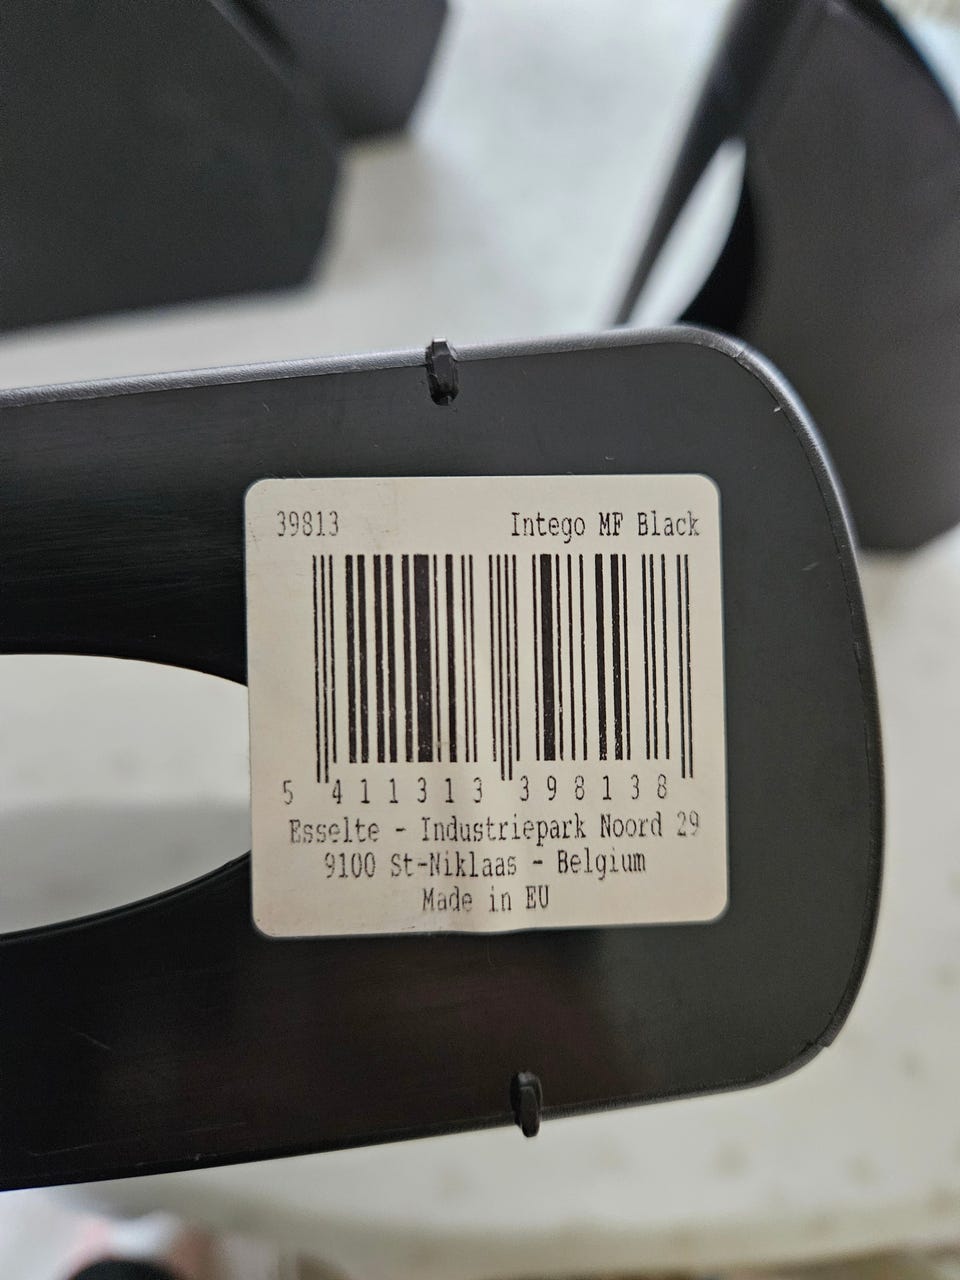 39813 Intego MF Black
5 411313 398138
Esselte - Industriepark Noord 29
9100 St-Niklaas - Belgium
Made in EU